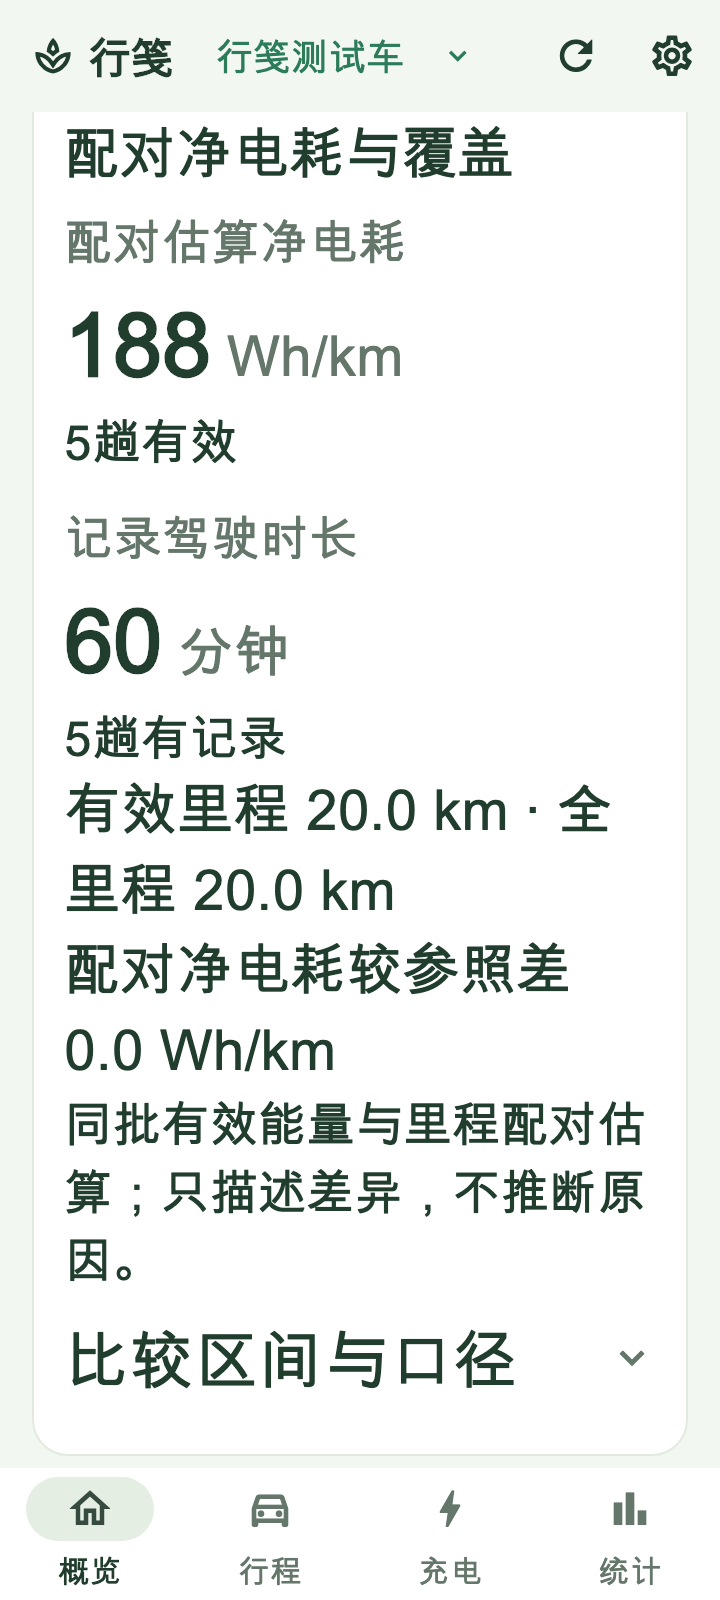 行笺 行笺测试车
配对净电耗与覆盖
配对估算净电耗
188 Wh/km
5趟有效
记录驾驶时长
60 分钟
5趟有记录
有效里程 20.0 km · 全
里程 20.0 km
配对净电耗较参照差
0.0 Wh/km
同批有效能量与里程配对估
算；只描述差异，不推断原
因。
比较区间与口径
概览 行程 充电 统计